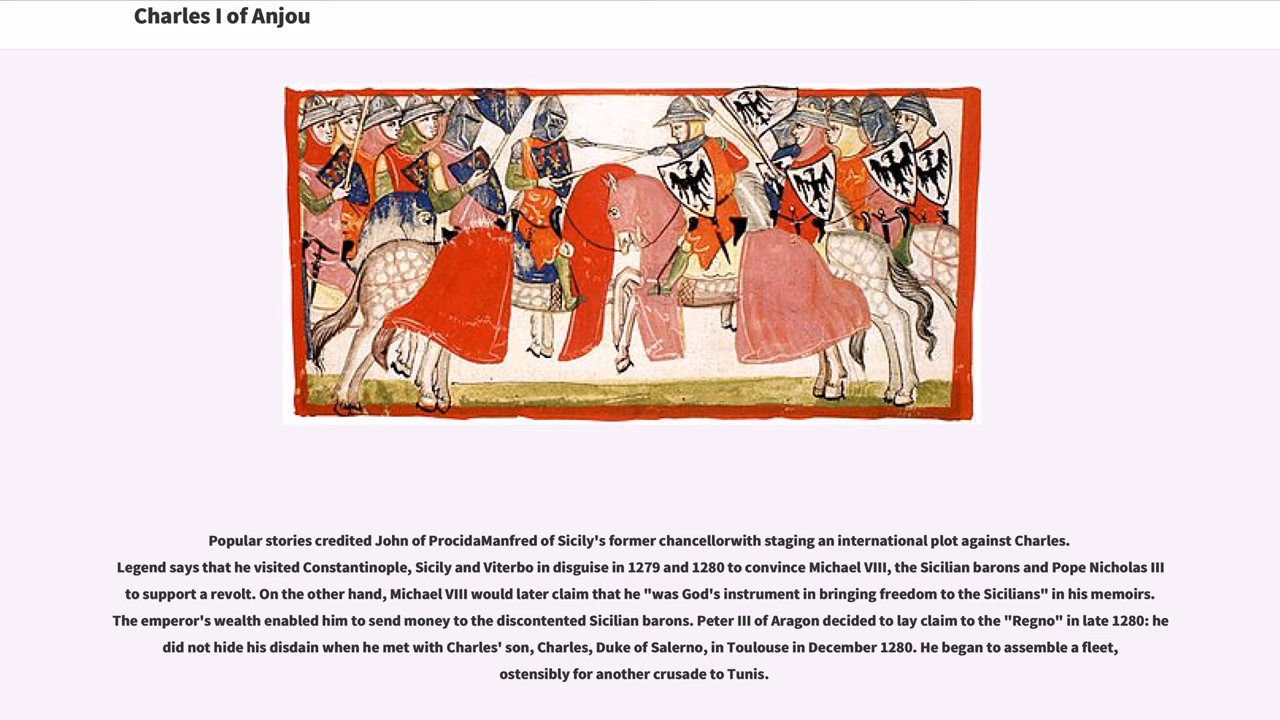 Charles I of Anjou
Popular stories credited John of ProcidaManfred of Sicily's former chancellorwith staging an international plot against Charles.
Legend says that he visited Constantinople, Sicily and Viterbo in disguise in 1279 and 1280 to convince Michael VIII, the Sicilian barons and Pope Nicholas III
to support a revolt. On the other hand, Michael VIII would later claim that he "was God's instrument in bringing freedom to the Sicilians" in his memoirs.
The emperor's wealth enabled him to send money to the discontented Sicilian barons. Peter III of Aragon decided to lay claim to the "Regno" in late 1280: he
did not hide his disdain when he met with Charles' son, Charles, Duke of Salerno, in Toulouse in December 1280. He began to assemble a fleet,
ostensibly for another crusade to Tunis.